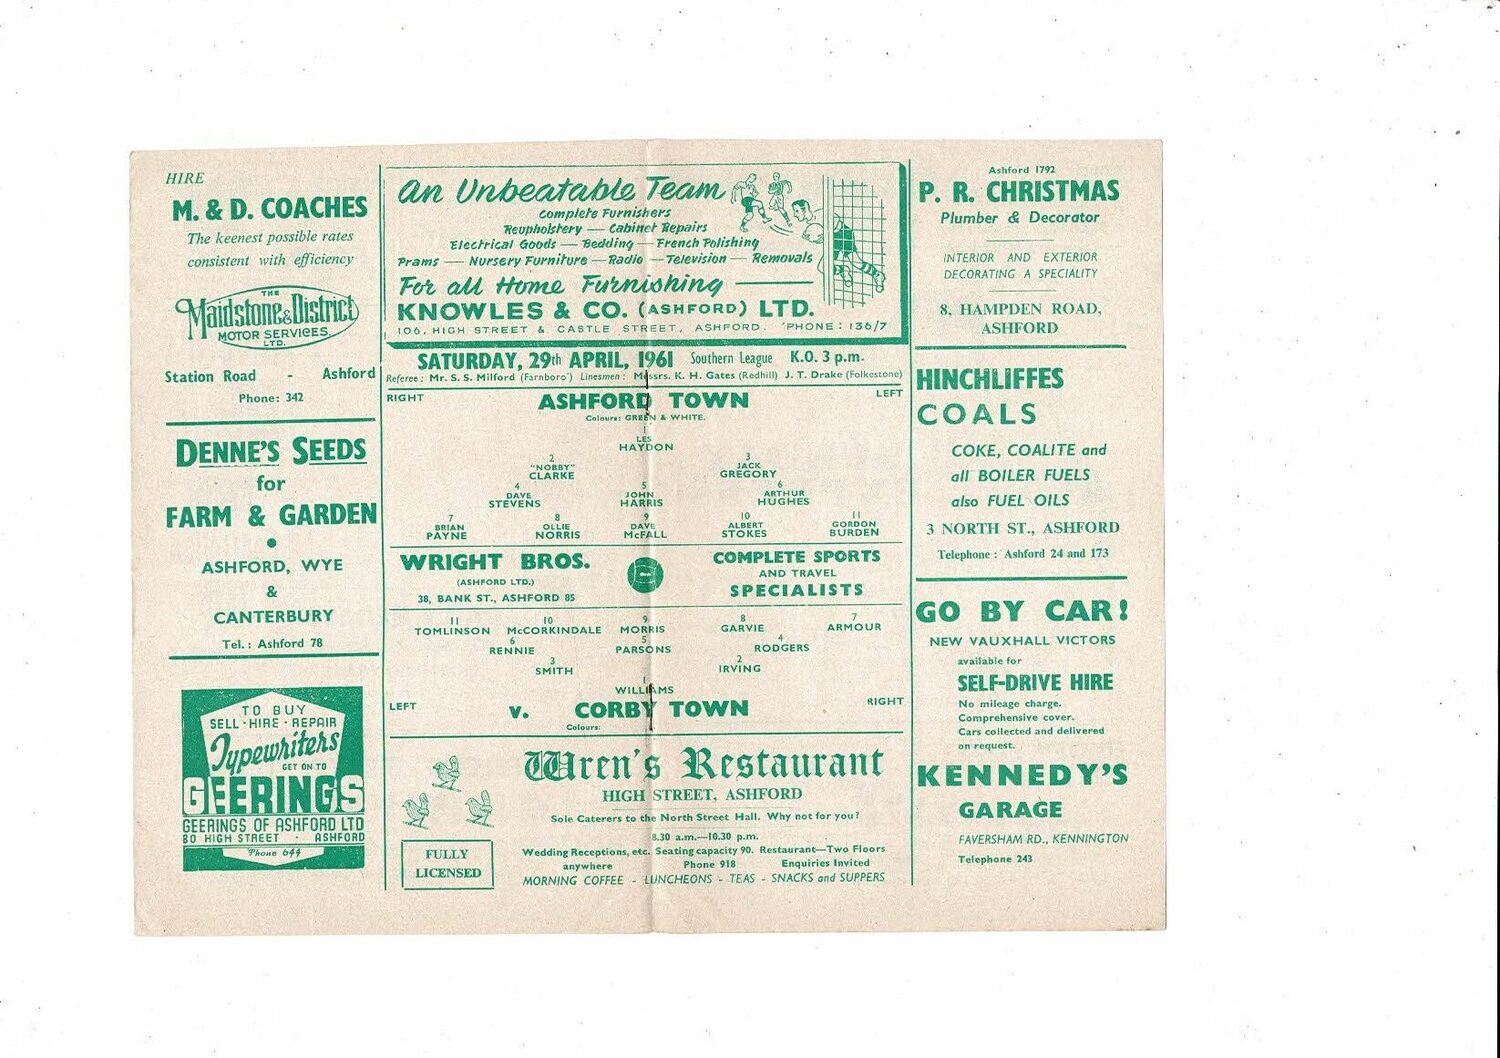 HIRE
M. & D. COACHES
The keenest possible rates
consistent with efficiency
THE
Maidstone & District
MOTOR SERVICES
LTD.
Station Road - Ashford
Phone: 342
DENNE'S SEEDS
for
FARM & GARDEN
ASHFORD, WYE
&
CANTERBURY
Tel.: Ashford 78
TO BUY
SELL·HIRE·REPAIR
Typewriters
GET ON TO
GEERINGS
GEERINGS OF ASHFORD LTD
80 HIGH STREET · ASHFORD
Phone 644
An Unbeatable Team
Complete Furnishers
Reupholstery — Cabinet Repairs
Electrical Goods — Bedding — French Polishing
Prams — Nursery Furniture — Radio — Television — Removals
For all Home Furnishing
KNOWLES & CO. (ASHFORD) LTD.
106, HIGH STREET & CASTLE STREET, ASHFORD. 'PHONE: 136/7
SATURDAY, 29th APRIL, 1961 Southern League K.O. 3 p.m.
Referee: Mr. S. S. Milford (Farnboro') Linesmen: Messrs. K. H. Gates (Redhill) J. T. Drake (Folkestone)
RIGHT ASHFORD TOWN LEFT
Colours: GREEN & WHITE.
1
LES
HAYDON
2 3
"NOBBY" JACK
CLARKE GREGORY
4 5 6
DAVE JOHN ARTHUR
STEVENS HARRIS HUGHES
7 8 9 10 11
BRIAN OLLIE DAVE ALBERT GORDON
PAYNE NORRIS McFALL STOKES BURDEN
WRIGHT BROS.
(ASHFORD LTD.)
38, BANK ST., ASHFORD 85
COMPLETE SPORTS
AND TRAVEL
SPECIALISTS
11 10 9 8 7
TOMLINSON McCORKINDALE MORRIS GARVIE ARMOUR
6 5 4
RENNIE PARSONS RODGERS
3 2
SMITH IRVING
1
WILLIAMS
LEFT v. CORBY TOWN RIGHT
Colours:
Wren's Restaurant
HIGH STREET, ASHFORD
Sole Caterers to the North Street Hall. Why not for you?
8.30 a.m.—10.30 p.m.
Wedding Receptions, etc. Seating capacity 90. Restaurant—Two Floors
anywhere Phone 918 Enquiries Invited
MORNING COFFEE - LUNCHEONS - TEAS - SNACKS and SUPPERS
FULLY
LICENSED
Ashford 1792
P. R. CHRISTMAS
Plumber & Decorator
INTERIOR AND EXTERIOR
DECORATING A SPECIALITY
8, HAMPDEN ROAD,
ASHFORD
HINCHLIFFES
COALS
COKE, COALITE and
all BOILER FUELS
also FUEL OILS
3 NORTH ST., ASHFORD
Telephone: Ashford 24 and 173
GO BY CAR!
NEW VAUXHALL VICTORS
available for
SELF-DRIVE HIRE
No mileage charge.
Comprehensive cover.
Cars collected and delivered
on request.
KENNEDY'S
GARAGE
FAVERSHAM RD., KENNINGTON
Telephone 243